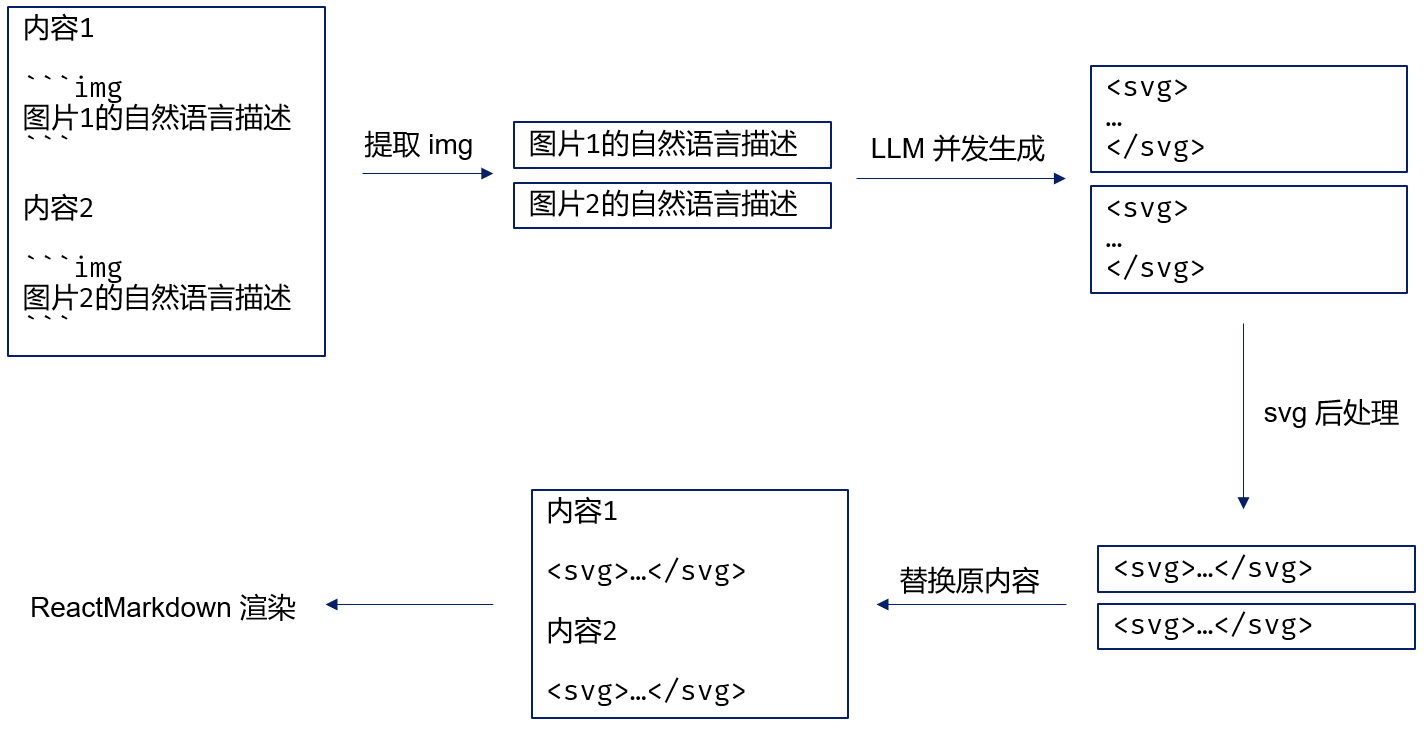 内容1
```img
图片1的自然语言描述
```
内容2
```img
图片2的自然语言描述
```
提取 img
图片1的自然语言描述
图片2的自然语言描述
LLM 并发生成
<svg>
…
</svg>
<svg>
…
</svg>
svg 后处理
<svg>…</svg>
<svg>…</svg>
替换原内容
内容1
<svg>…</svg>
内容2
<svg>…</svg>
ReactMarkdown 渲染